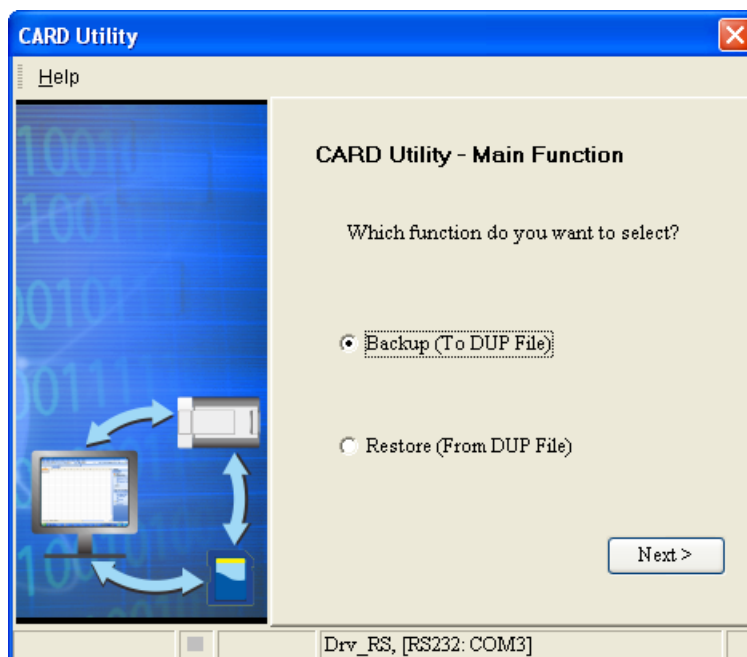 CARD Utility
Help
CARD Utility - Main Function
Which function do you want to select?
Backup (To DUP File)
Restore (From DUP File)
Next >
Drv_RS, [RS232: COM3]